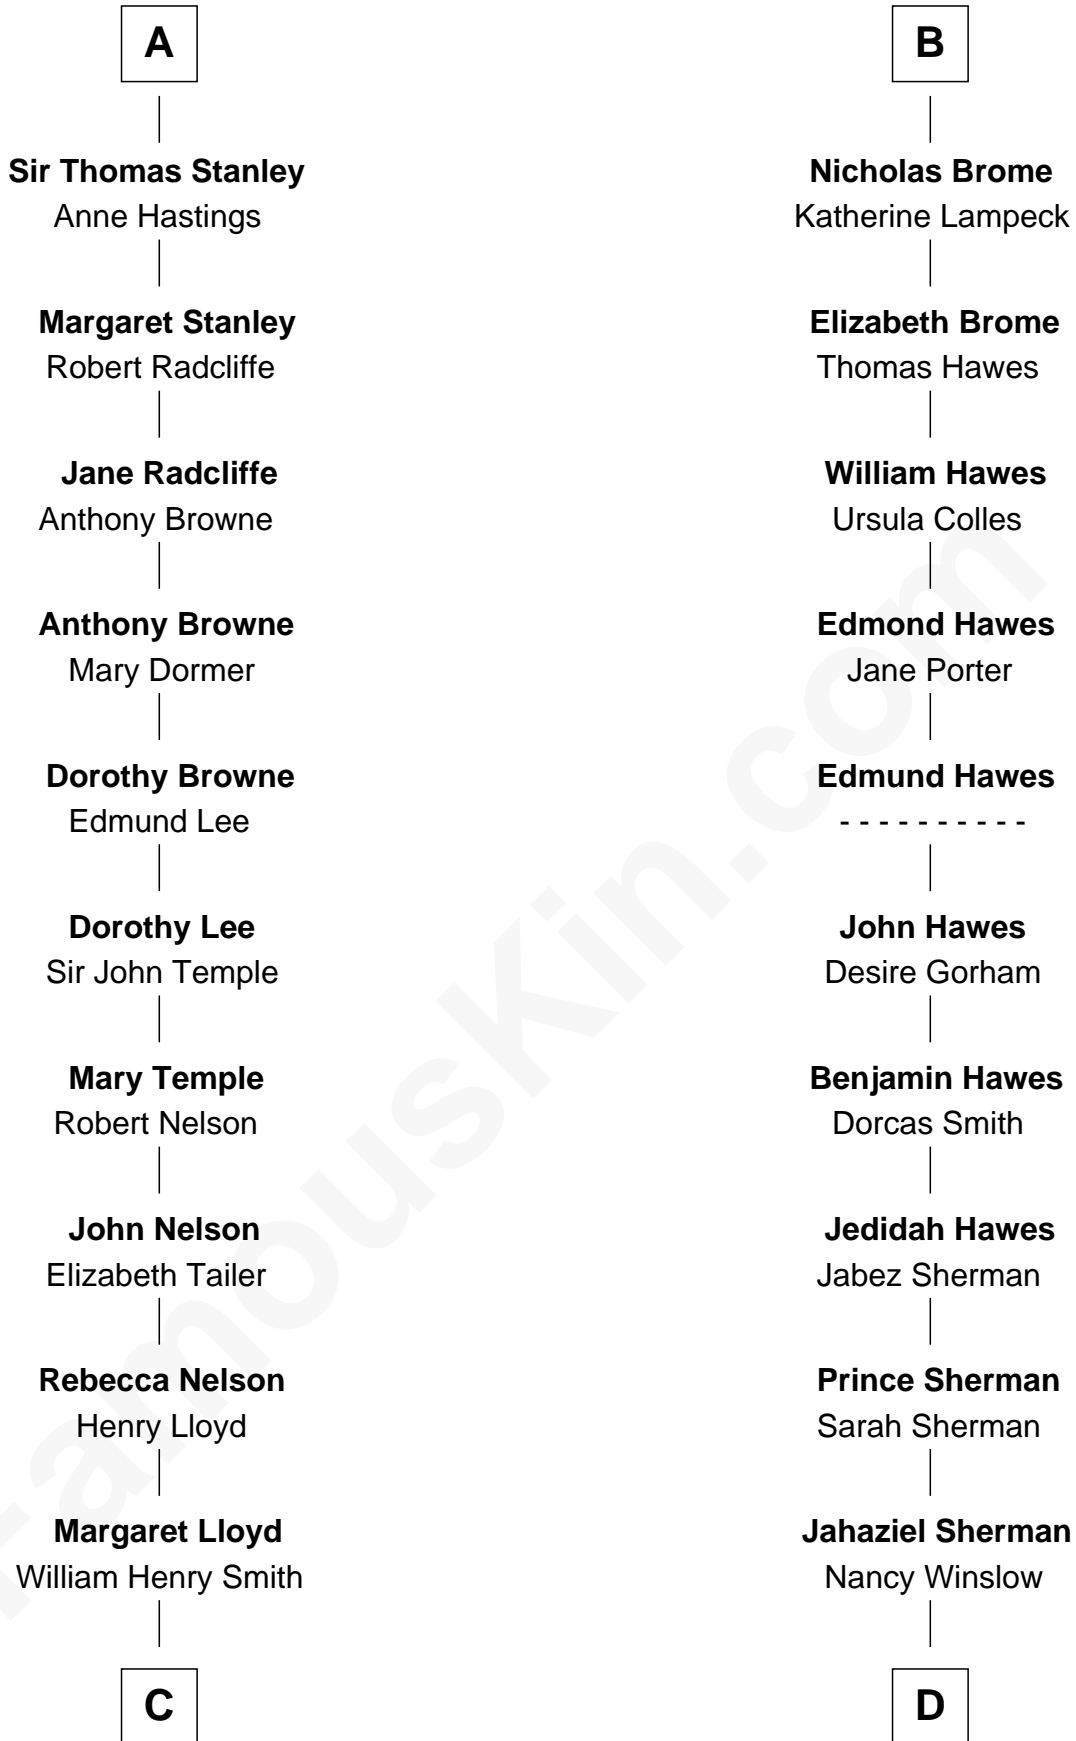 A
Sir Thomas Stanley
Anne Hastings
Margaret Stanley
Robert Radcliffe
Jane Radcliffe
Anthony Browne
Anthony Browne
Mary Dormer
Dorothy Browne
Edmund Lee
Dorothy Lee
Sir John Temple
Mary Temple
Robert Nelson
John Nelson
Elizabeth Tailer
Rebecca Nelson
Henry Lloyd
Margaret Lloyd
William Henry Smith
C
B
Nicholas Brome
Katherine Lampeck
Elizabeth Brome
Thomas Hawes
William Hawes
Ursula Colles
Edmond Hawes
Jane Porter
Edmund Hawes
- - - - - - - - - -
John Hawes
Desire Gorham
Benjamin Hawes
Dorcas Smith
Jedidah Hawes
Jabez Sherman
Prince Sherman
Sarah Sherman
Jahaziel Sherman
Nancy Winslow
D
FamousKin.com